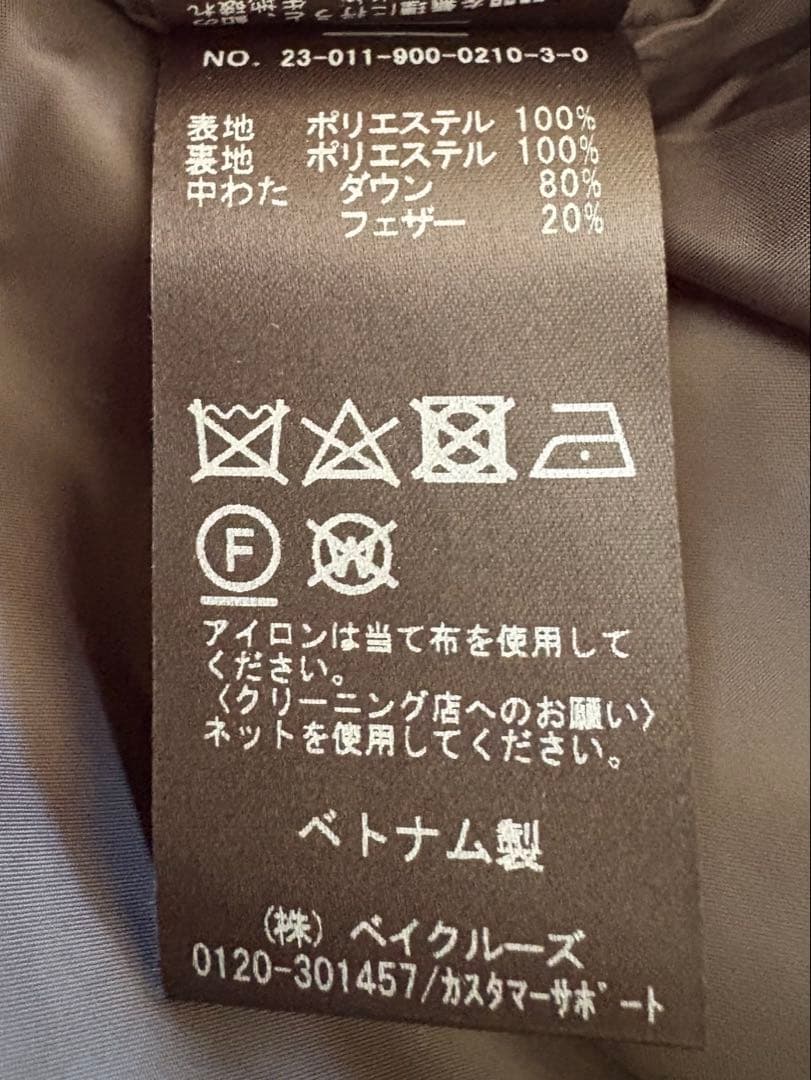 NO. 23-011-900-0210-3-0
表地 ポリエステル 100%
裏地 ポリエステル 100%
中わた ダウン 80%
フェザー 20%
F
W
アイロンは当て布を使用して
ください。
〈クリーニング店へのお願い〉
ネットを使用してください。
ベトナム製
(株) ベイクルーズ
0120-301457/カスタマーサポート